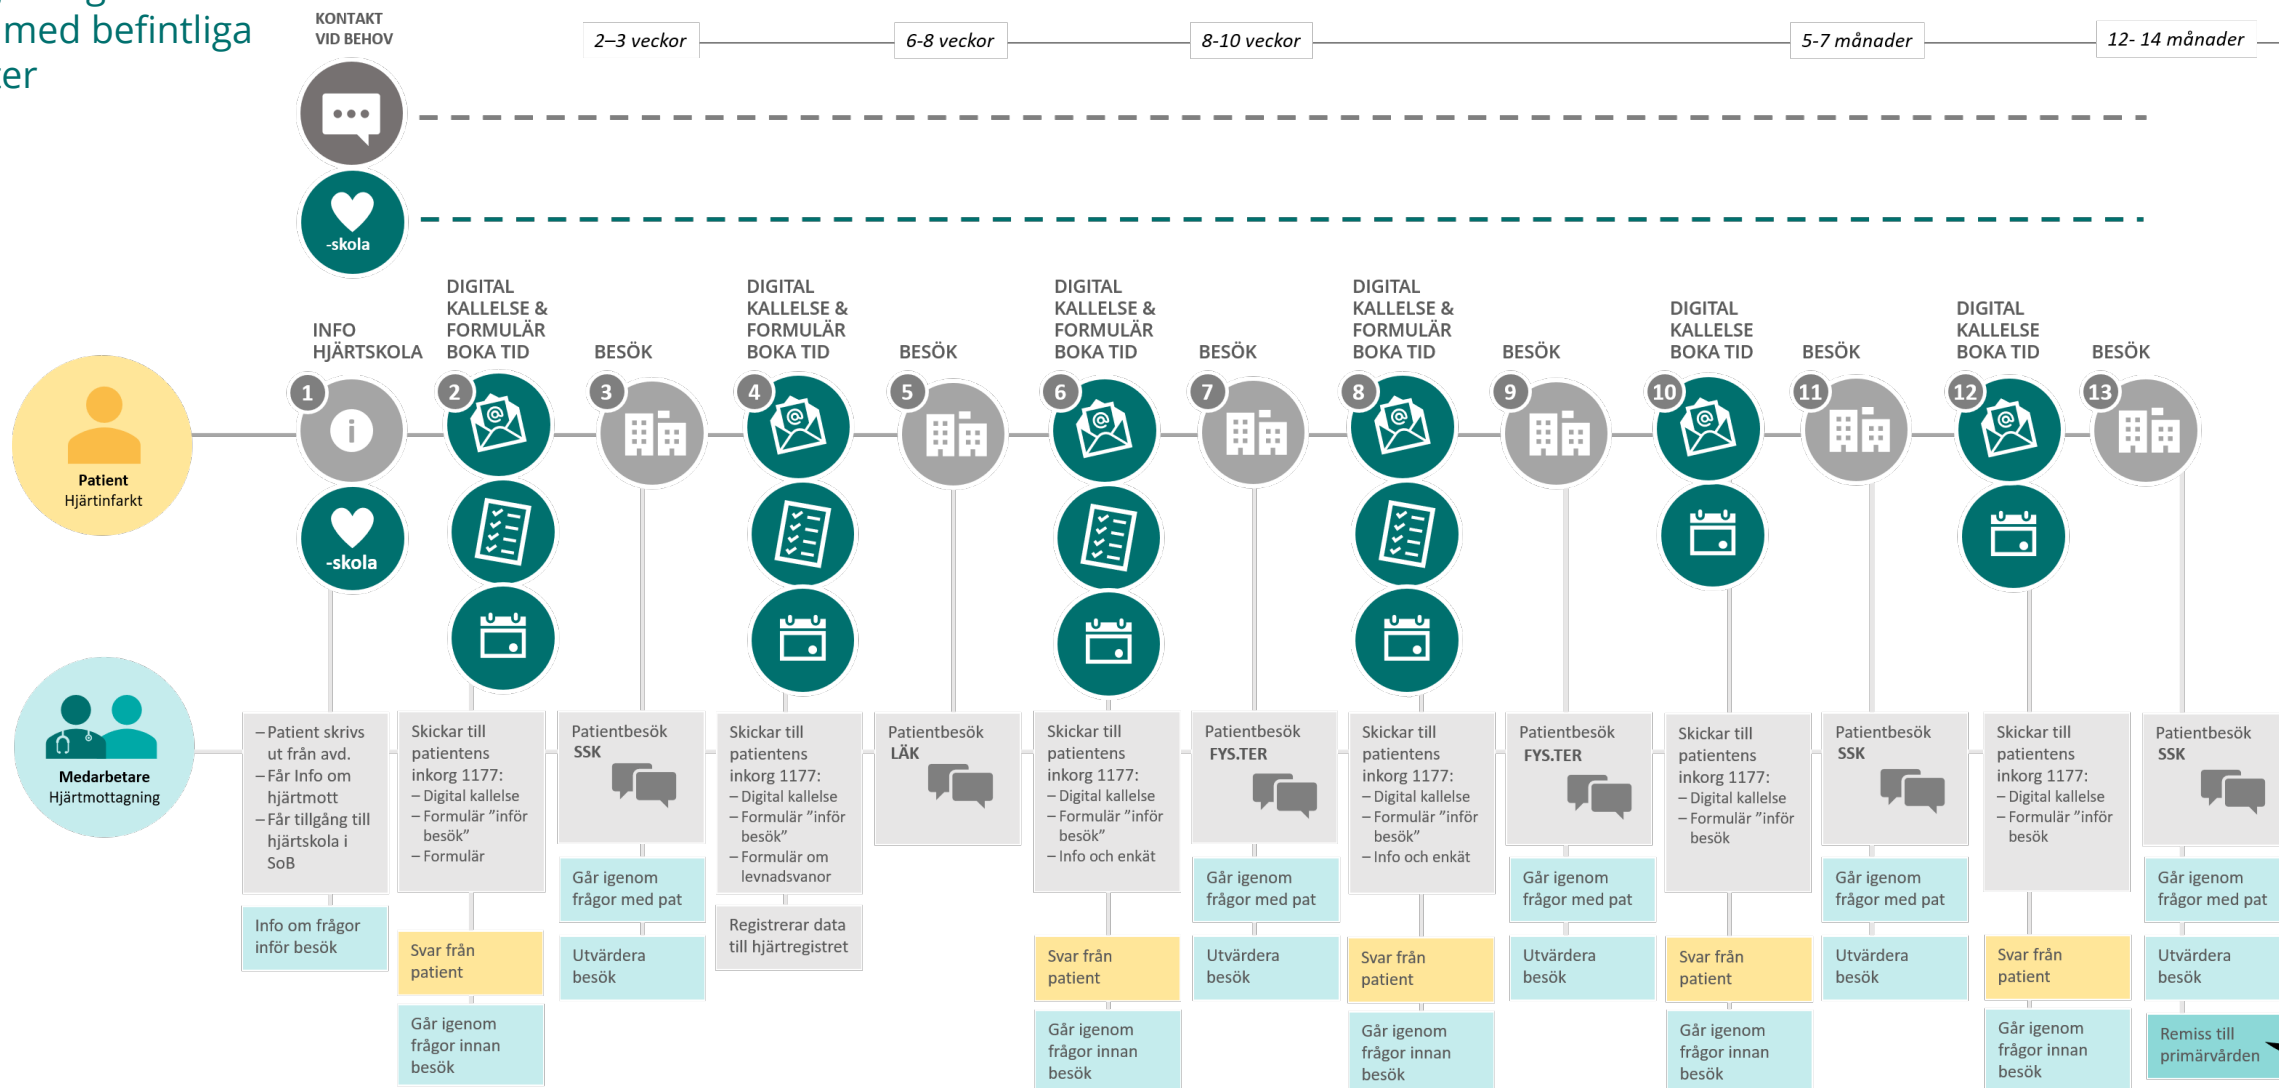 med befintliga
KONTAKT
VID BEHOV
2–3 veckor
6-8 veckor
8-10 veckor
5-7 månader
12- 14 månader
-skola
INFO
HJÄRTSKOLA
DIGITAL
KALLELSE &
FORMULÄR
BOKA TID
BESÖK
DIGITAL
KALLELSE &
FORMULÄR
BOKA TID
BESÖK
DIGITAL
KALLELSE &
FORMULÄR
BOKA TID
BESÖK
DIGITAL
KALLELSE &
FORMULÄR
BOKA TID
BESÖK
DIGITAL
KALLELSE
BOKA TID
BESÖK
DIGITAL
KALLELSE
BOKA TID
BESÖK
1
2
3
4
5
6
7
8
9
10
11
12
13
i
@
@
@
@
@
@
Patient
Hjärtinfarkt
-skola
Medarbetare
Hjärtmottagning
– Patient skrivs
ut från avd.
– Får Info om
hjärtmott
– Får tillgång till
hjärtskola i
SoB
Info om frågor
inför besök
Skickar till
patientens
inkorg 1177:
– Digital kallelse
– Formulär ”inför
besök”
– Formulär
Svar från
patient
Går igenom
frågor innan
besök
Patientbesök
SSK
Går igenom
frågor med pat
Utvärdera
besök
Skickar till
patientens
inkorg 1177:
– Digital kallelse
– Formulär ”inför
besök”
– Formulär om
levnadsvanor
Registrerar data
till hjärtregistret
Patientbesök
LÄK
Skickar till
patientens
inkorg 1177:
– Digital kallelse
– Formulär ”inför
besök”
– Info och enkät
Svar från
patient
Går igenom
frågor innan
besök
Patientbesök
FYS.TER
Går igenom
frågor med pat
Utvärdera
besök
Skickar till
patientens
inkorg 1177:
– Digital kallelse
– Formulär ”inför
besök”
– Info och enkät
Svar från
patient
Går igenom
frågor innan
besök
Patientbesök
FYS.TER
Går igenom
frågor med pat
Utvärdera
besök
Skickar till
patientens
inkorg 1177:
– Digital kallelse
– Formulär ”inför
besök
Svar från
patient
Går igenom
frågor innan
besök
Patientbesök
SSK
Går igenom
frågor med pat
Utvärdera
besök
Skickar till
patientens
inkorg 1177:
– Digital kallelse
– Formulär ”inför
besök
Svar från
patient
Går igenom
frågor innan
besök
Patientbesök
SSK
Går igenom
frågor med pat
Utvärdera
besök
Remiss till
primärvården